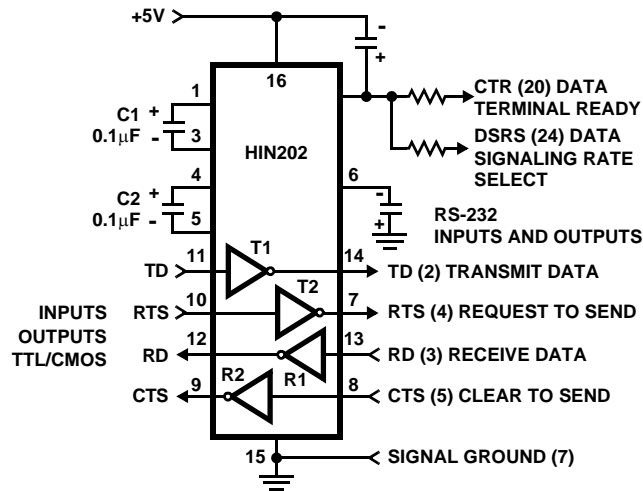 +5V
-
+
16
1
CTR (20) DATA
TERMINAL READY
C1
+
0.1μF
-
3
HIN202
DSRS (24) DATA
SIGNALING RATE
SELECT
4
6
C2
+
0.1μF
-
5
-
+
RS-232
INPUTS AND OUTPUTS
TD
11
T1
14
TD (2) TRANSMIT DATA
INPUTS
OUTPUTS
TTL/CMOS
RTS
10
T2
7
RTS (4) REQUEST TO SEND
RD
12
R1
13
RD (3) RECEIVE DATA
CTS
9
R2
8
CTS (5) CLEAR TO SEND
15
SIGNAL GROUND (7)